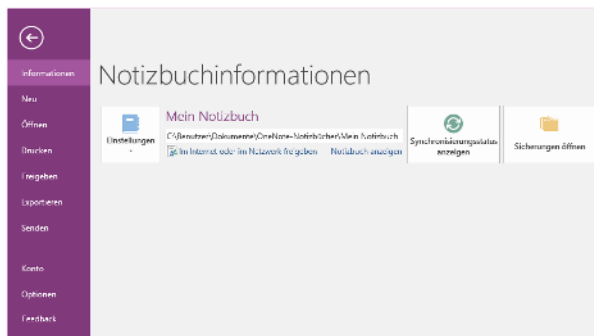 Informationen
Neu
Öffnen
Drucken
Freigeben
Exportieren
Senden
Konto
Optionen
Feedback
Notizbuchinformationen
Einstellungen
Mein Notizbuch
C:\Benutzer\Dokumente\OneNote-Notizbücher\Mein Notizbuch
Im Internet oder im Netzwerk freigeben Notizbuch anzeigen
Synchronisierungsstatus
anzeigen
Sicherungen öffnen